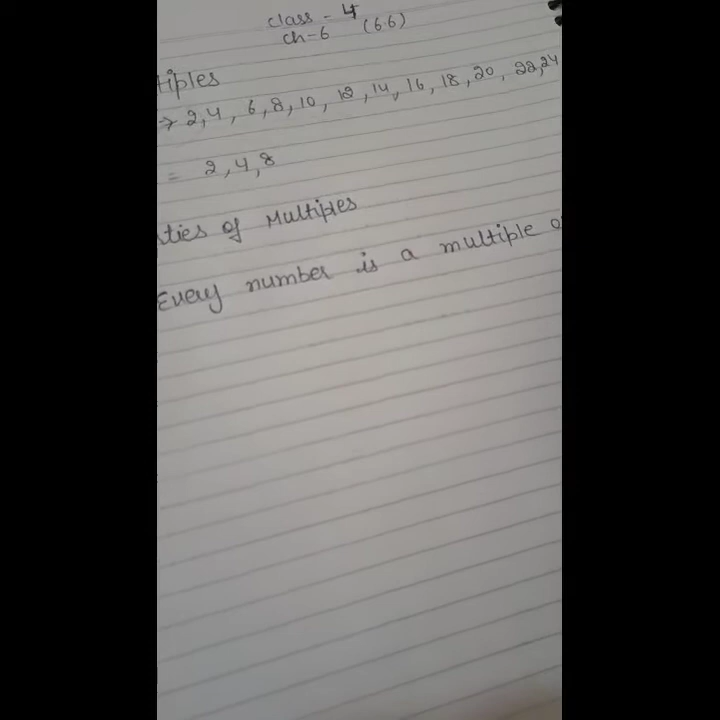 class - 4
ch-6 (6.6)
tiples
→ 2,4, 6,8,10, 12,14, 16,18,20, 22,24
= 2,4,8
ties of Multiples
Every number is a multiple o